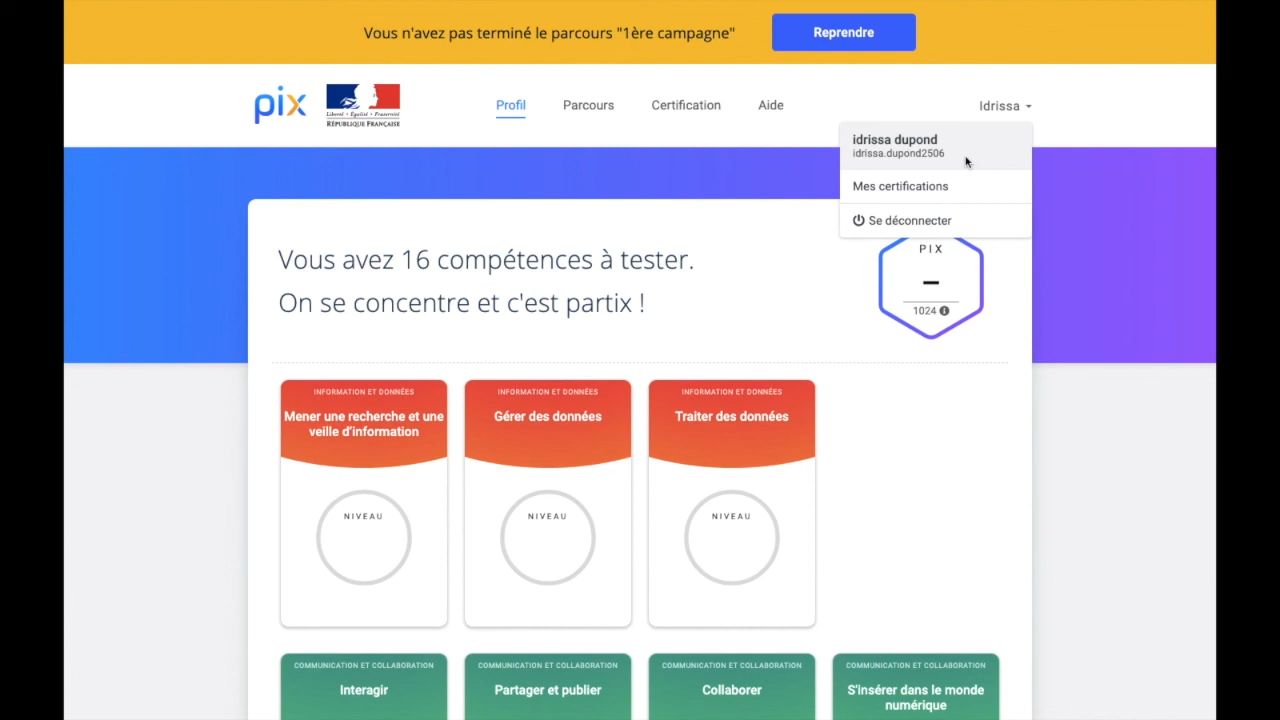 Vous n'avez pas terminé le parcours "1ère campagne"
Reprendre
pix
Liberté • Égalité • Fraternité
RÉPUBLIQUE FRANÇAISE
Profil
Parcours
Certification
Aide
Idrissa
idrissa dupond
idrissa.dupond2506
Mes certifications
Se déconnecter
Vous avez 16 compétences à tester.
On se concentre et c'est partix !
PIX
–
1024
INFORMATION ET DONNÉES
Mener une recherche et une
veille d’information
NIVEAU
INFORMATION ET DONNÉES
Gérer des données
NIVEAU
INFORMATION ET DONNÉES
Traiter des données
NIVEAU
COMMUNICATION ET COLLABORATION
Interagir
COMMUNICATION ET COLLABORATION
Partager et publier
COMMUNICATION ET COLLABORATION
Collaborer
COMMUNICATION ET COLLABORATION
S'insérer dans le monde
numérique